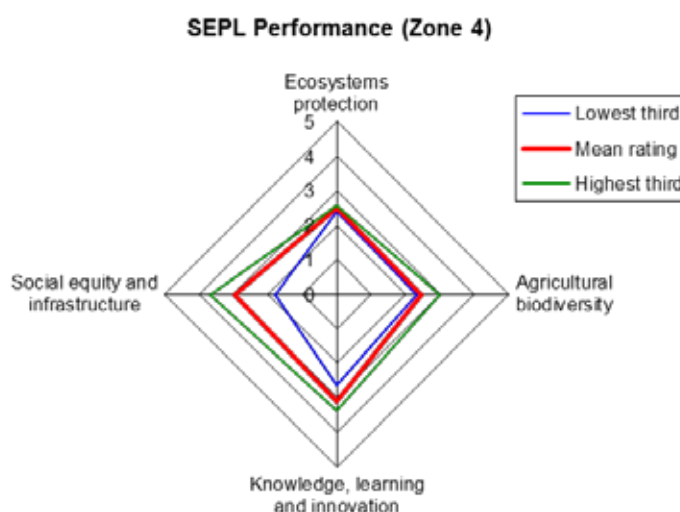 SEPL Performance (Zone 4)
Ecosystems
protection
5
4
3
2
1
0
Lowest third
Mean rating
Highest third
Social equity and
infrastructure
Agricultural
biodiversity
Knowledge, learning
and innovation